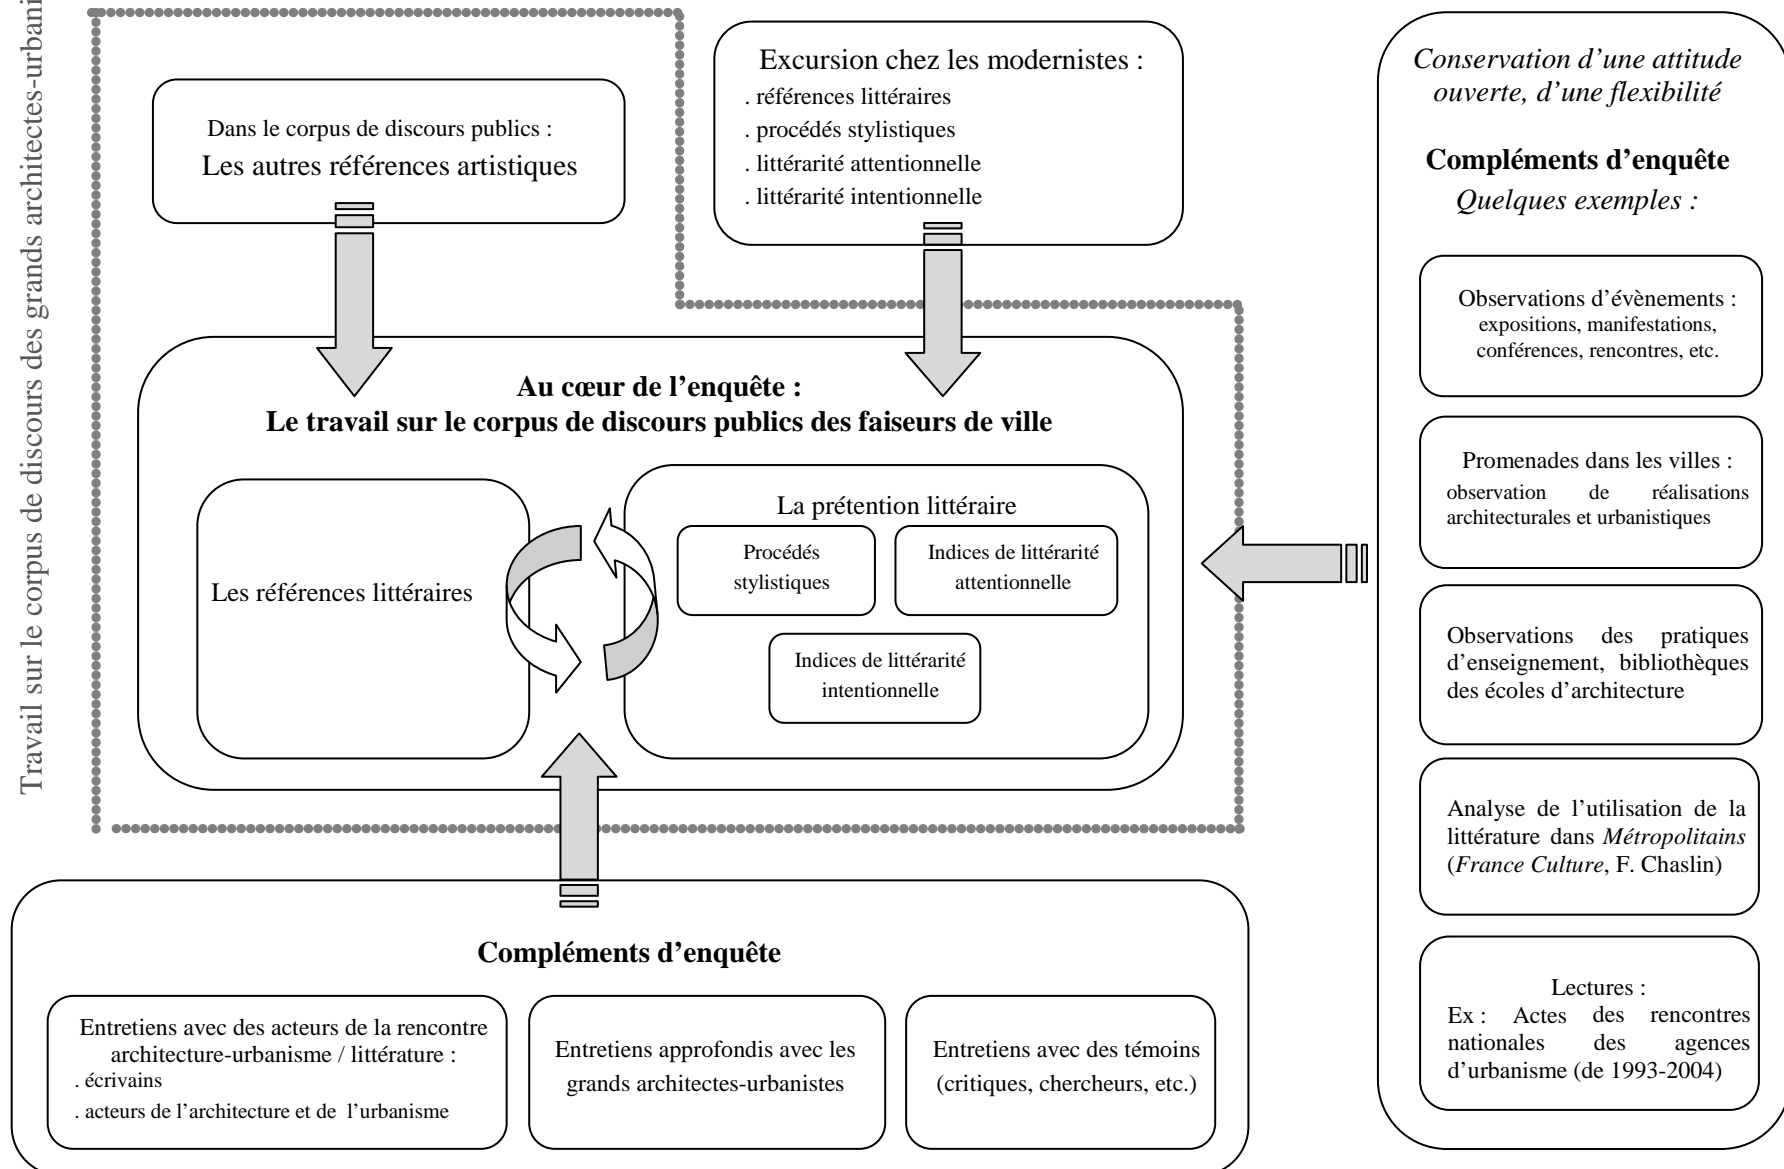 Travail sur le corpus de discours des grands
Dans le corpus de discours publics :
Les autres références artistiques
Excursion chez les modernistes :
. références littéraires
. procédés stylistiques
. littérarité attentionnelle
. littérarité intentionnelle
Au cœur de l’enquête :
Le travail sur le corpus de discours publics des faiseurs de ville
Les références littéraires
La prétention littéraire
Procédés
stylistiques
Indices de littérarité
attentionnelle
Indices de littérarité
intentionnelle
Compléments d’enquête
Entretiens avec des acteurs de la rencontre
architecture-urbanisme / littérature :
. écrivains
. acteurs de l’architecture et de l’urbanisme
Entretiens approfondis avec les
grands architectes-urbanistes
Entretiens avec des témoins
(critiques, chercheurs, etc.)
Conservation d’une attitude
ouverte, d’une flexibilité
Compléments d’enquête
Quelques exemples :
Observations d’évènements :
expositions, manifestations,
conférences, rencontres, etc.
Promenades dans les villes :
observation de réalisations
architecturales et urbanistiques
Observations des pratiques
d’enseignement, bibliothèques
des écoles d’architecture
Analyse de l’utilisation de la
littérature dans Métropolitains
(France Culture, F. Chaslin)
Lectures :
Ex : Actes des rencontres
nationales des agences
d’urbanisme (de 1993-2004)